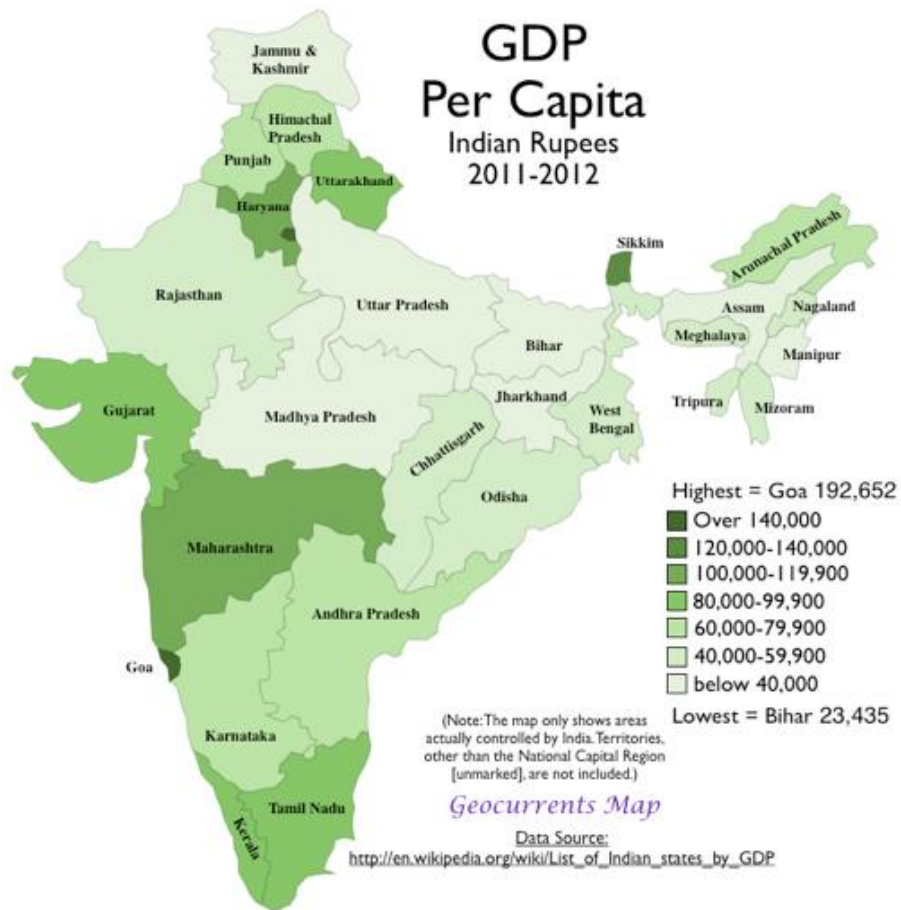 GDP
Per Capita
Indian Rupees
2011-2012
Jammu &
Kashmir
Himachal
Pradesh
Punjab
Uttarakhand
Haryana
Sikkim
Arunachal Pradesh
Rajasthan
Uttar Pradesh
Assam
Nagaland
Meghalaya
Bihar
Manipur
Jharkhand
Gujarat
Madhya Pradesh
West
Bengal
Tripura
Mizoram
Chhattisgarh
Odisha
Maharashtra
Andhra Pradesh
Goa
Karnataka
Tamil Nadu
Kerala
Highest = Goa 192,652
Over 140,000
120,000-140,000
100,000-119,900
80,000-99,900
60,000-79,900
40,000-59,900
below 40,000
Lowest = Bihar 23,435
(Note: The map only shows areas
actually controlled by India. Territories,
other than the National Capital Region
[unmarked], are not included.)
Geocurrents Map
Data Source:
http://en.wikipedia.org/wiki/List_of_Indian_states_by_GDP